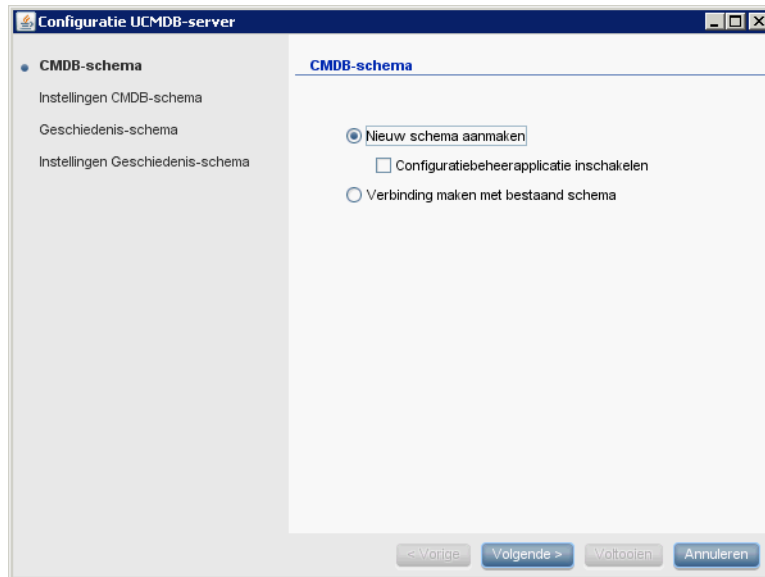 Configuratie UCMDB-server
CMDB-schema
Instellingen CMDB-schema
Geschiedenis-schema
Instellingen Geschiedenis-schema
CMDB-schema
Nieuw schema aanmaken
Configuratiebeheerapplicatie inschakelen
Verbinding maken met bestaand schema
< Vorige Volgende > Voltooien Annuleren